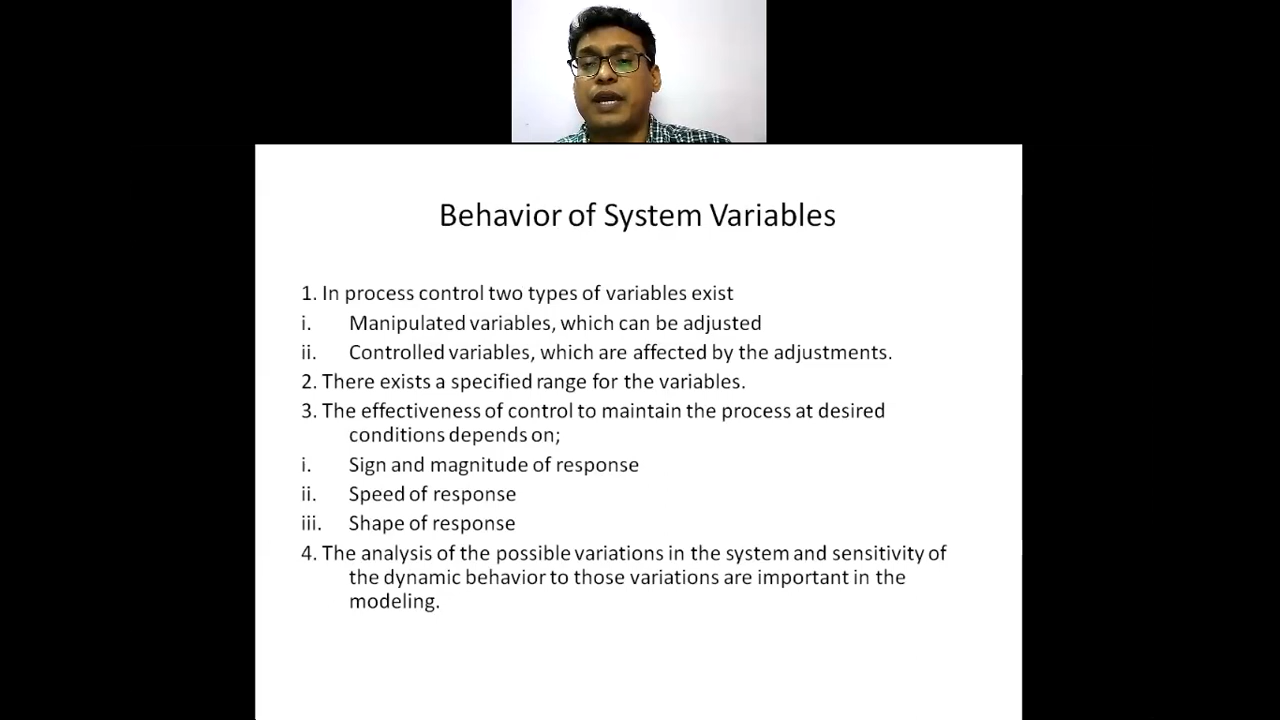 Behavior of System Variables
1. In process control two types of variables exist
i. Manipulated variables, which can be adjusted
ii. Controlled variables, which are affected by the adjustments.
2. There exists a specified range for the variables.
3. The effectiveness of control to maintain the process at desired
conditions depends on;
i. Sign and magnitude of response
ii. Speed of response
iii. Shape of response
4. The analysis of the possible variations in the system and sensitivity of
the dynamic behavior to those variations are important in the
modeling.